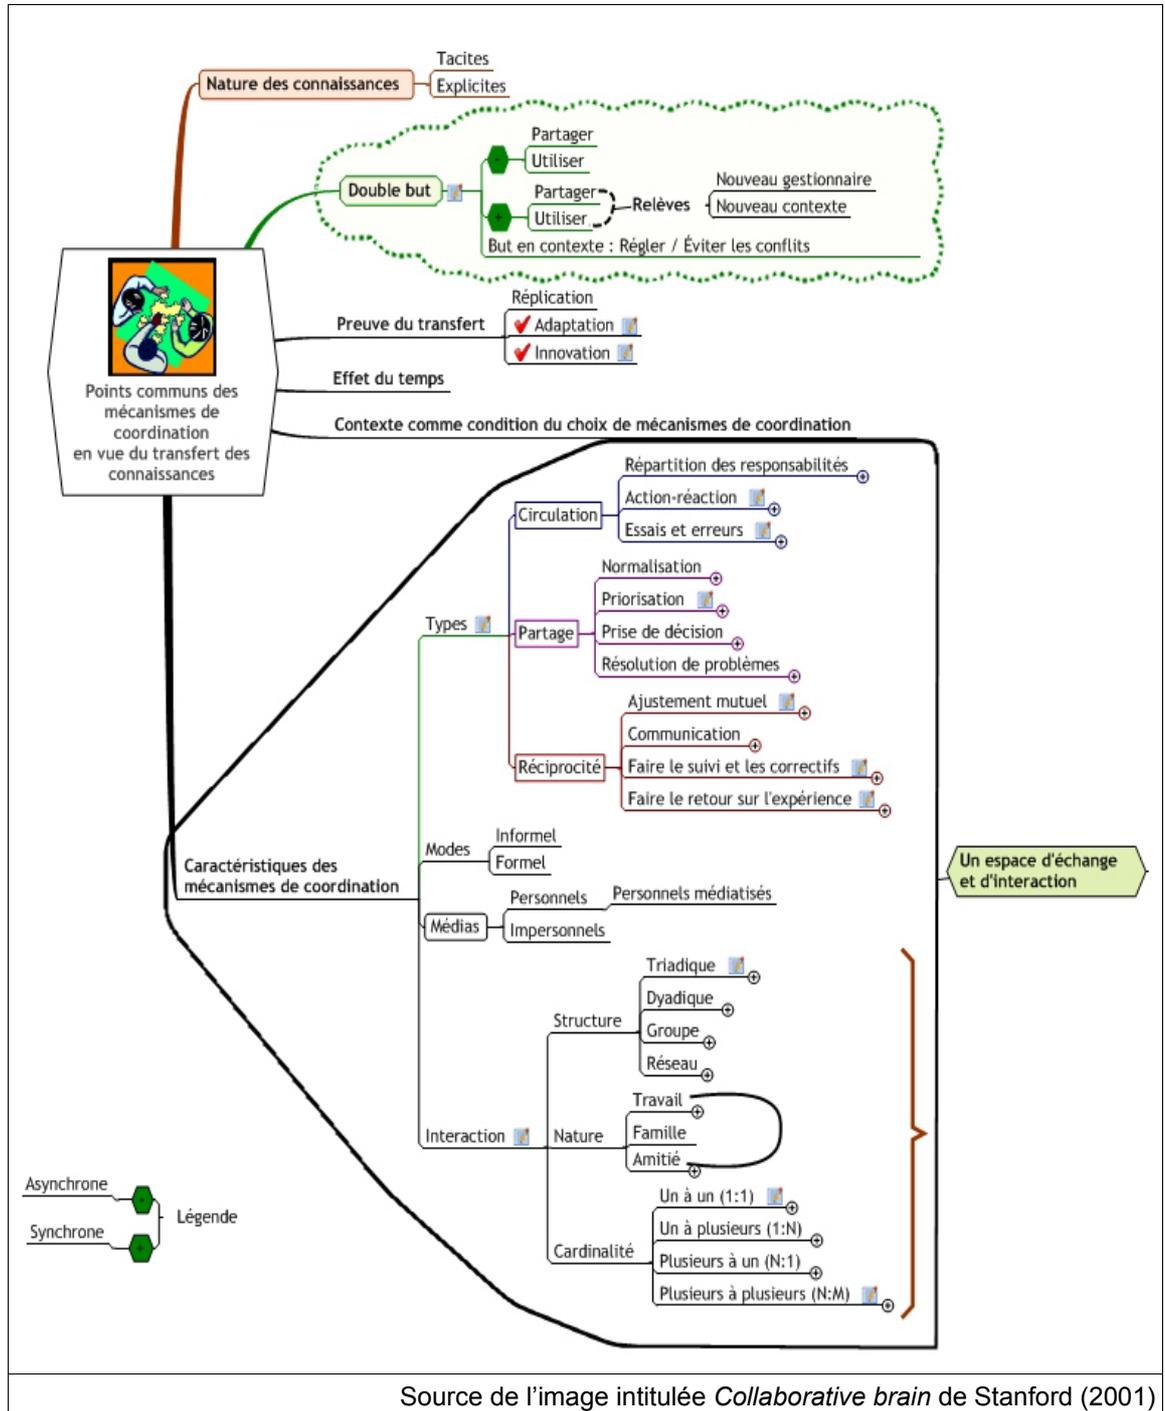 Tacites
Nature des connaissances
Explicites
Partager
Utiliser
Double but
Partager
Utiliser
Relèves
Nouveau gestionnaire
Nouveau contexte
But en contexte : Régler / Éviter les conflits
Réplication
Preuve du transfert
Adaptation
Innovation
Effet du temps
Points communs des
mécanismes de
coordination
en vue du transfert des
connaissances
Contexte comme condition du choix de mécanismes de coordination
Répartition des responsabilités
Circulation
Action-réaction
Essais et erreurs
Normalisation
Types
Priorisation
Partage
Prise de décision
Résolution de problèmes
Ajustement mutuel
Communication
Réciprocité
Faire le suivi et les correctifs
Faire le retour sur l'expérience
Caractéristiques des
mécanismes de coordination
Modes
Informel
Formel
Un espace d'échange
et d'interaction
Médias
Personnels
Personnels médiatisés
Impersonnels
Triadique
Structure
Dyadique
Groupe
Réseau
Interaction
Nature
Travail
Famille
Amitié
Cardinalité
Un à un (1:1)
Un à plusieurs (1:N)
Plusieurs à un (N:1)
Plusieurs à plusieurs (N:M)
Asynchrone
Synchrone
Légende
Source de l’image intitulée Collaborative brain de Stanford (2001)